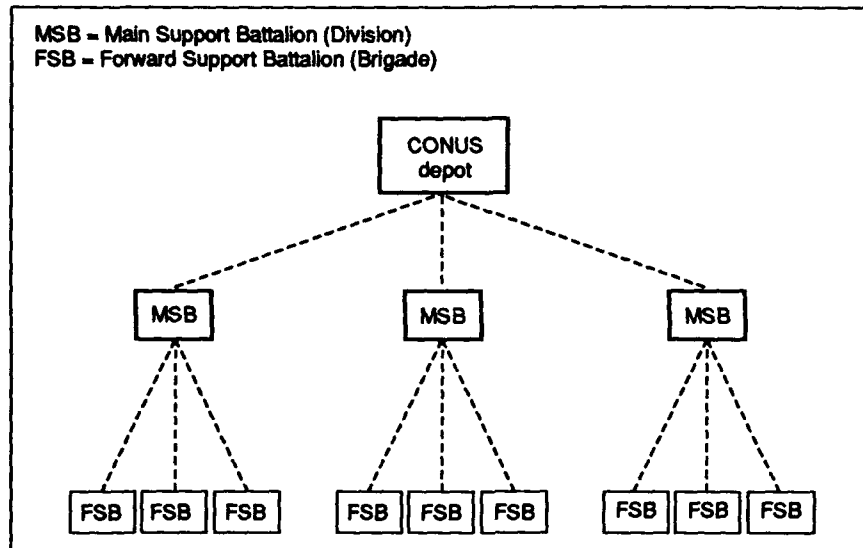 MSB = Main Support Battalion (Division)
FSB = Forward Support Battalion (Brigade)
CONUS
depot
MSB MSB MSB
FSB FSB FSB FSB FSB FSB FSB FSB FSB